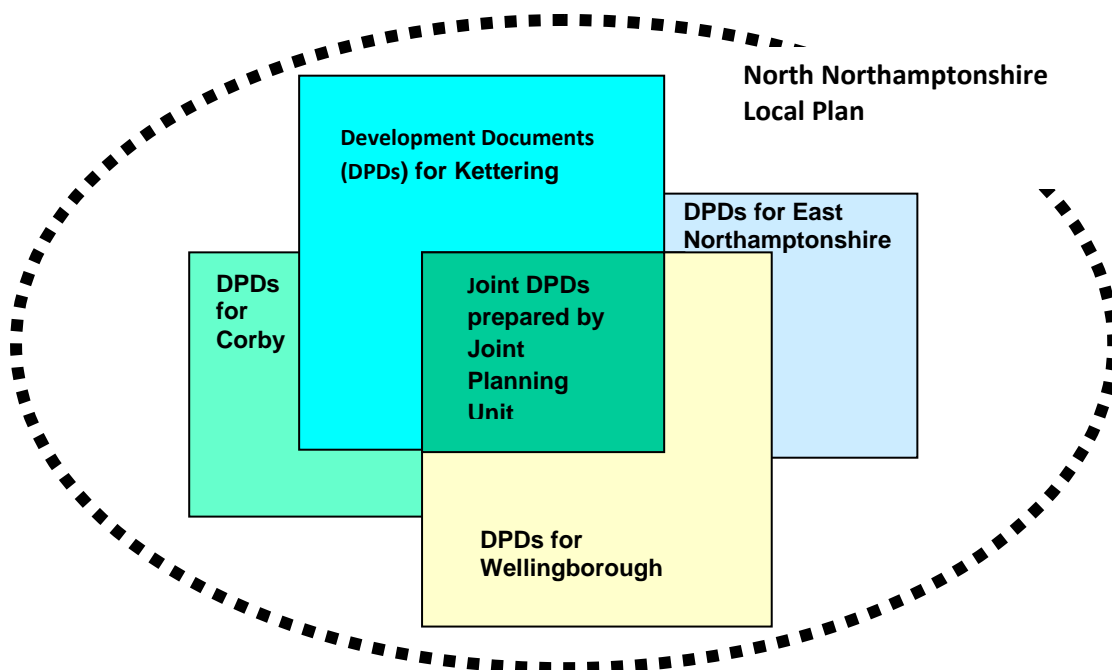 North Northamptonshire
Local Plan
Development Documents
(DPDs) for Kettering
DPDs for East
Northamptonshire
DPDs
for
Corby
Joint DPDs
prepared by
Joint
Planning
Unit
DPDs for
Wellingborough